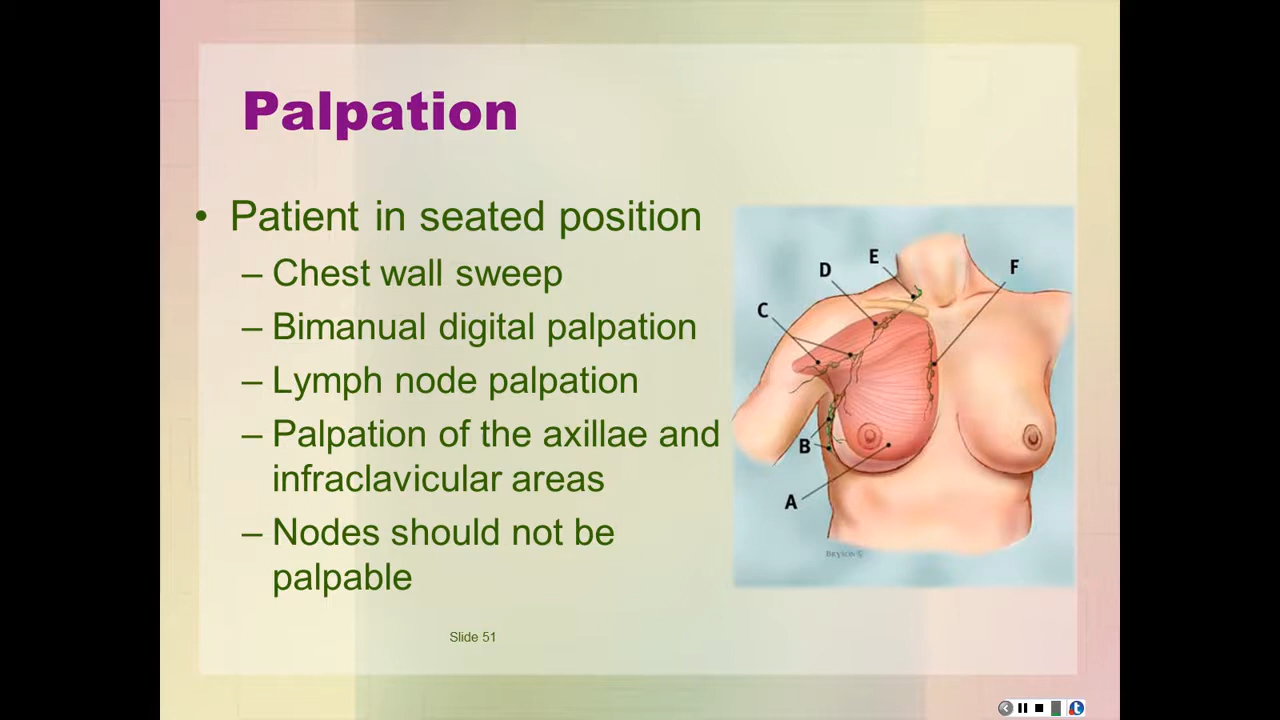 Palpation
• Patient in seated position
– Chest wall sweep
– Bimanual digital palpation
– Lymph node palpation
– Palpation of the axillae and
infraclavicular areas
– Nodes should not be
palpable
E
D
F
C
B
A
Slide 51